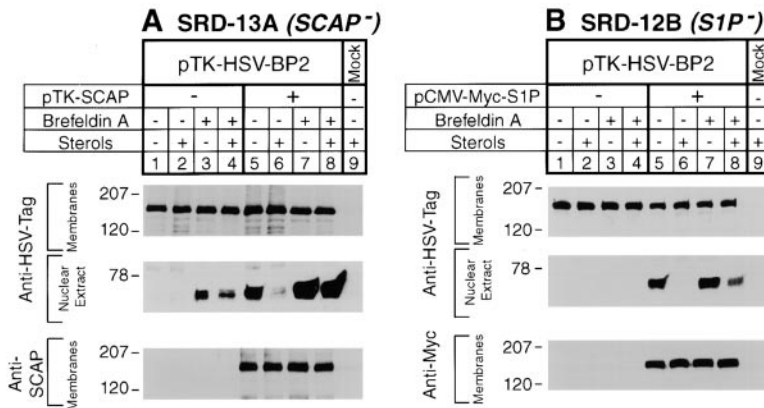 A SRD-13A (SCAP-)
pTK-HSV-BP2 Mock
pTK-SCAP - + -
Brefeldin A - - + + - - + + -
Sterols - + - + - + - + +
1 2 3 4 5 6 7 8 9
Anti-HSV-Tag
Membranes
207
120
Nuclear Extract
78
Anti-SCAP
Membranes
207
120
B SRD-12B (S1P-)
pTK-HSV-BP2 Mock
pCMV-Myc-S1P - + -
Brefeldin A - - + + - - + + -
Sterols - + - + - + - + +
1 2 3 4 5 6 7 8 9
Anti-HSV-Tag
Membranes
207
120
Nuclear Extract
78
Anti-Myc
Membranes
207
120